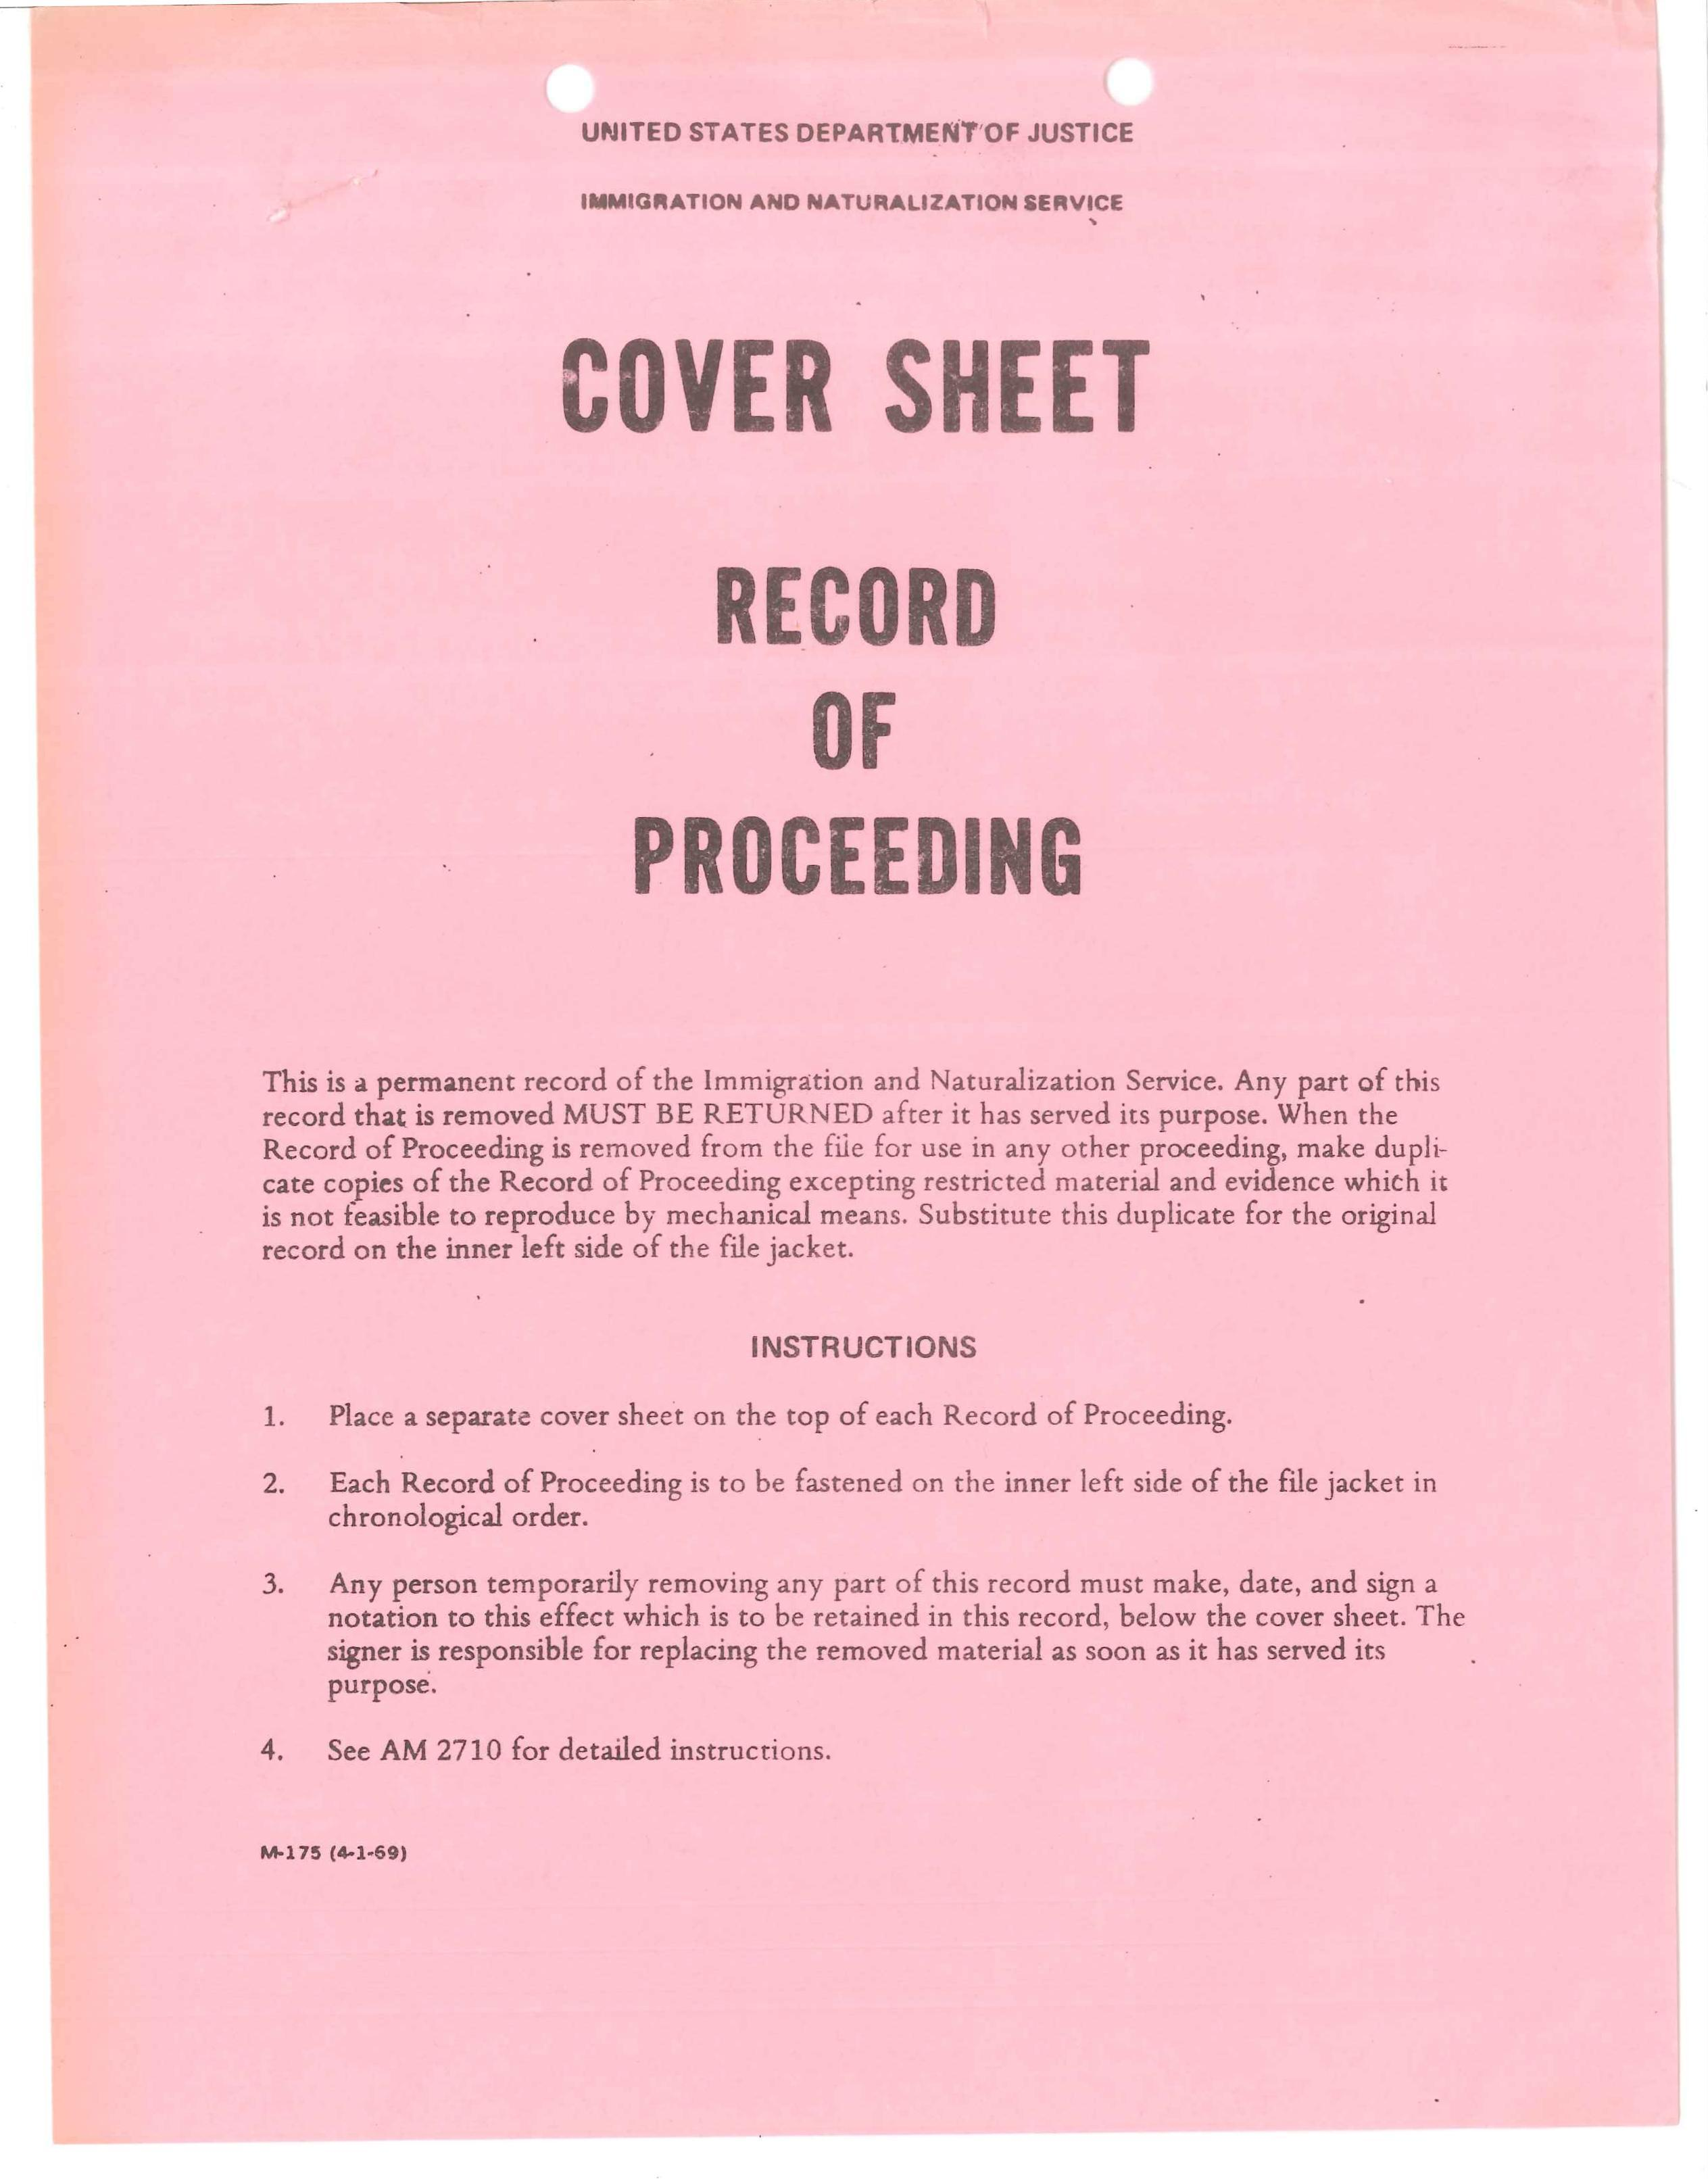 UNITED STATES DEPARTMENT OF JUSTICE
IMMIGRATION AND NATURALIZATION SERVICE
COVER SHEET
RECORD
OF
PROCEEDING
This is a permanent record of the Immigration and Naturalization Service. Any part of this
record that is removed MUST BE RETURNED after it has served its purpose. When the
Record of Proceeding is removed from the file for use in any other proceeding, make dupli-
cate copies of the Record of Proceeding excepting restricted material and evidence which it
is not feasible to reproduce by mechanical means. Substitute this duplicate for the original
record on the inner left side of the file jacket.
INSTRUCTIONS
1. Place a separate cover sheet on the top of each Record of Proceeding.
2. Each Record of Proceeding is to be fastened on the inner left side of the file jacket in
chronological order.
3. Any person temporarily removing any part of this record must make, date, and sign a
notation to this effect which is to be retained in this record, below the cover sheet. The
signer is responsible for replacing the removed material as soon as it has served its
purpose.
4. See AM 2710 for detailed instructions.
M-175 (4-1-69)